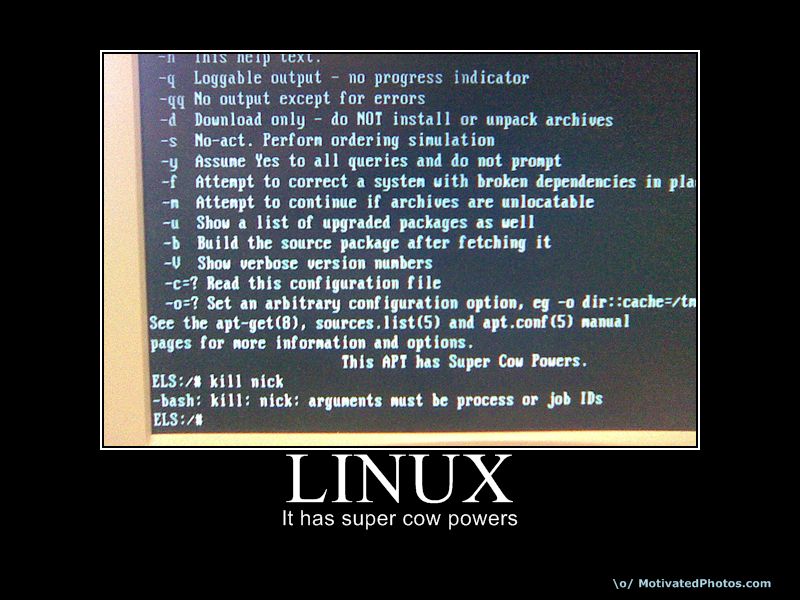 -h This help text.
-q Loggable output - no progress indicator
-qq No output except for errors
-d Download only - do NOT install or unpack archives
-s No-act. Perform ordering simulation
-y Assume Yes to all queries and do not prompt
-f Attempt to correct a system with broken dependencies in pla
-m Attempt to continue if archives are unlocatable
-u Show a list of upgraded packages as well
-b Build the source package after fetching it
-V Show verbose version numbers
-c=? Read this configuration file
-o=? Set an arbitrary configuration option, eg -o dir::cache=/tm
See the apt-get(8), sources.list(5) and apt.conf(5) manual
pages for more information and options.
This APT has Super Cow Powers.
ELS:/# kill nick
-bash: kill: nick: arguments must be process or job IDs
ELS:/#
LINUX
It has super cow powers
\o/ MotivatedPhotos.com